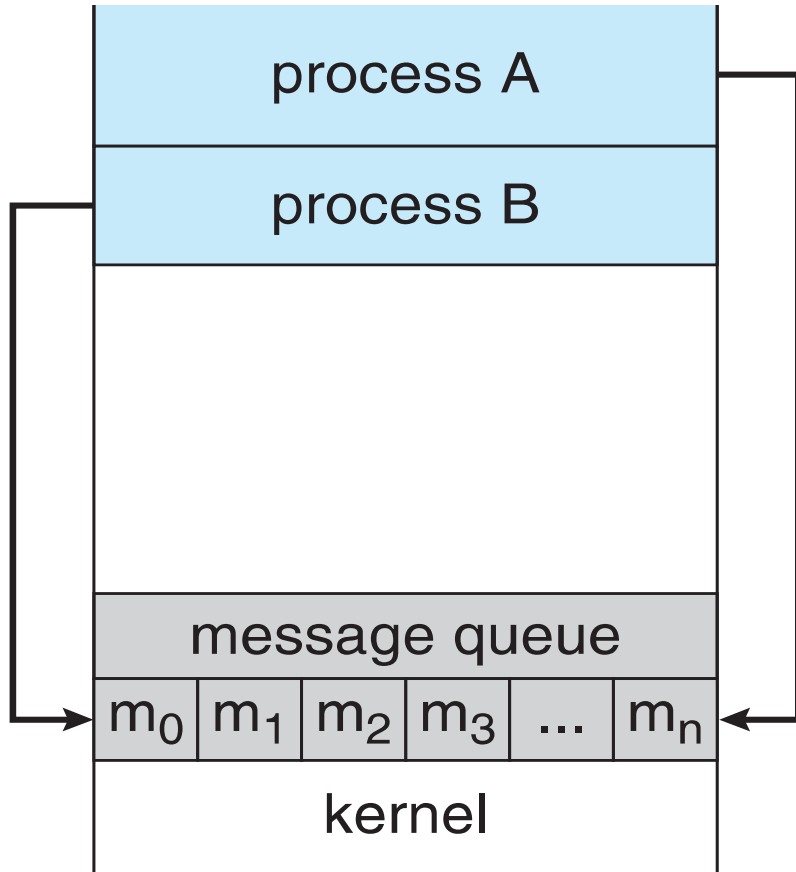 process A
process B
message queue
m₀ m₁ m₂ m₃ ... mₙ
kernel